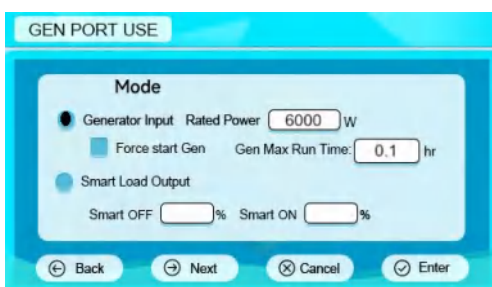 GEN PORT USE
Mode
Generator Input Rated Power 6000 W
Force start Gen Gen Max Run Time: 0.1 hr
Smart Load Output
Smart OFF % Smart ON %
Back Next Cancel Enter